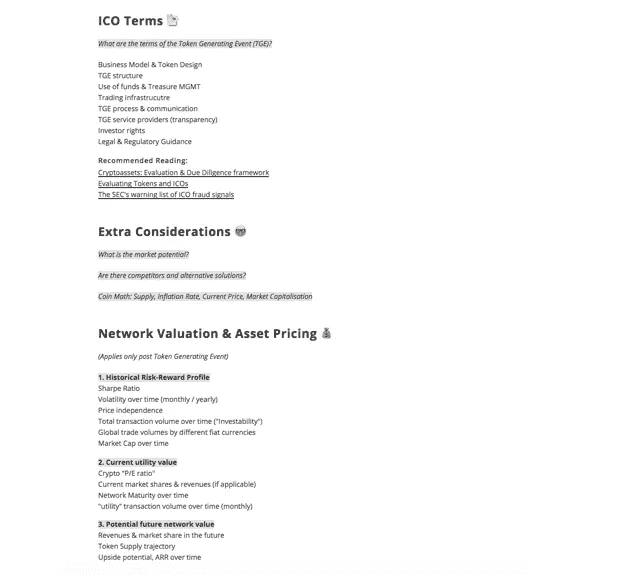 ICO Terms
What are the terms of the Token Generating Event (TGE)?
Business Model & Token Design
TGE structure
Use of funds & Treasure MGMT
Trading Infrastrucutre
TGE process & communication
TGE service providers (transparency)
Investor rights
Legal & Regulatory Guidance
Recommended Reading:
Cryptoassets: Evaluation & Due Diligence framework
Evaluating Tokens and ICOs
The SEC's warning list of ICO fraud signals
Extra Considerations
What is the market potential?
Are there competitors and alternative solutions?
Coin Math: Supply, Inflation Rate, Current Price, Market Capitalisation
Network Valuation & Asset Pricing
(Applies only post Token Generating Event)
1. Historical Risk-Reward Profile
Sharpe Ratio
Volatility over time (monthly / yearly)
Price independence
Total transaction volume over time ("Investability")
Global trade volumes by different fiat currencies
Market Cap over time
2. Current utility value
Crypto "P/E ratio"
Current market shares & revenues (if applicable)
Network Maturity over time
"utility" transaction volume over time (monthly)
3. Potential future network value
Revenues & market share in the future
Token Supply trajectory
Upside potential, ARR over time